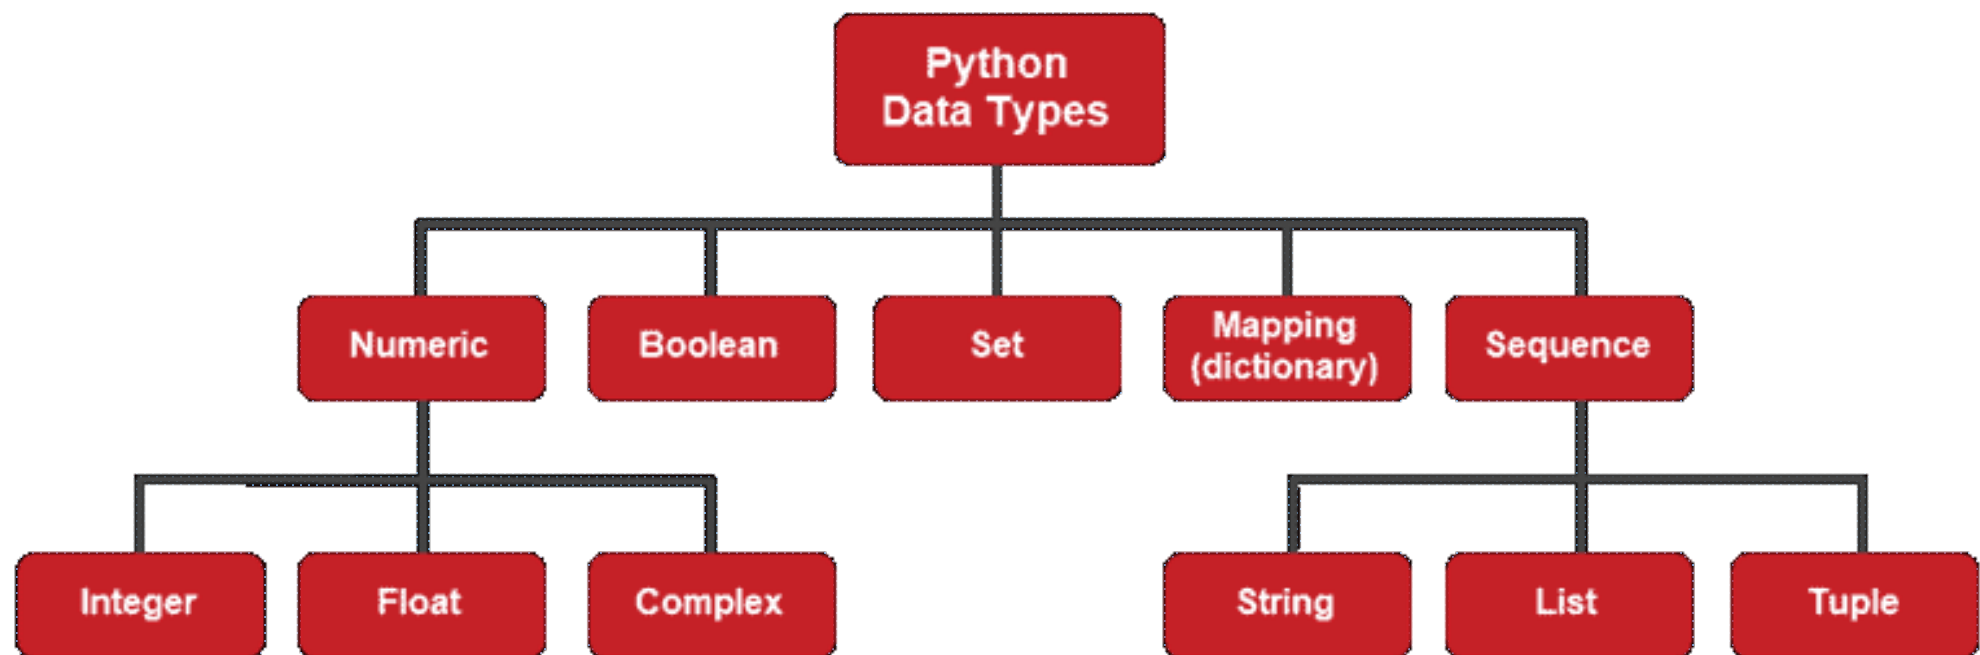 Python
Data Types
Numeric
Boolean
Set
Mapping
(dictionary)
Sequence
Integer
Float
Complex
String
List
Tuple